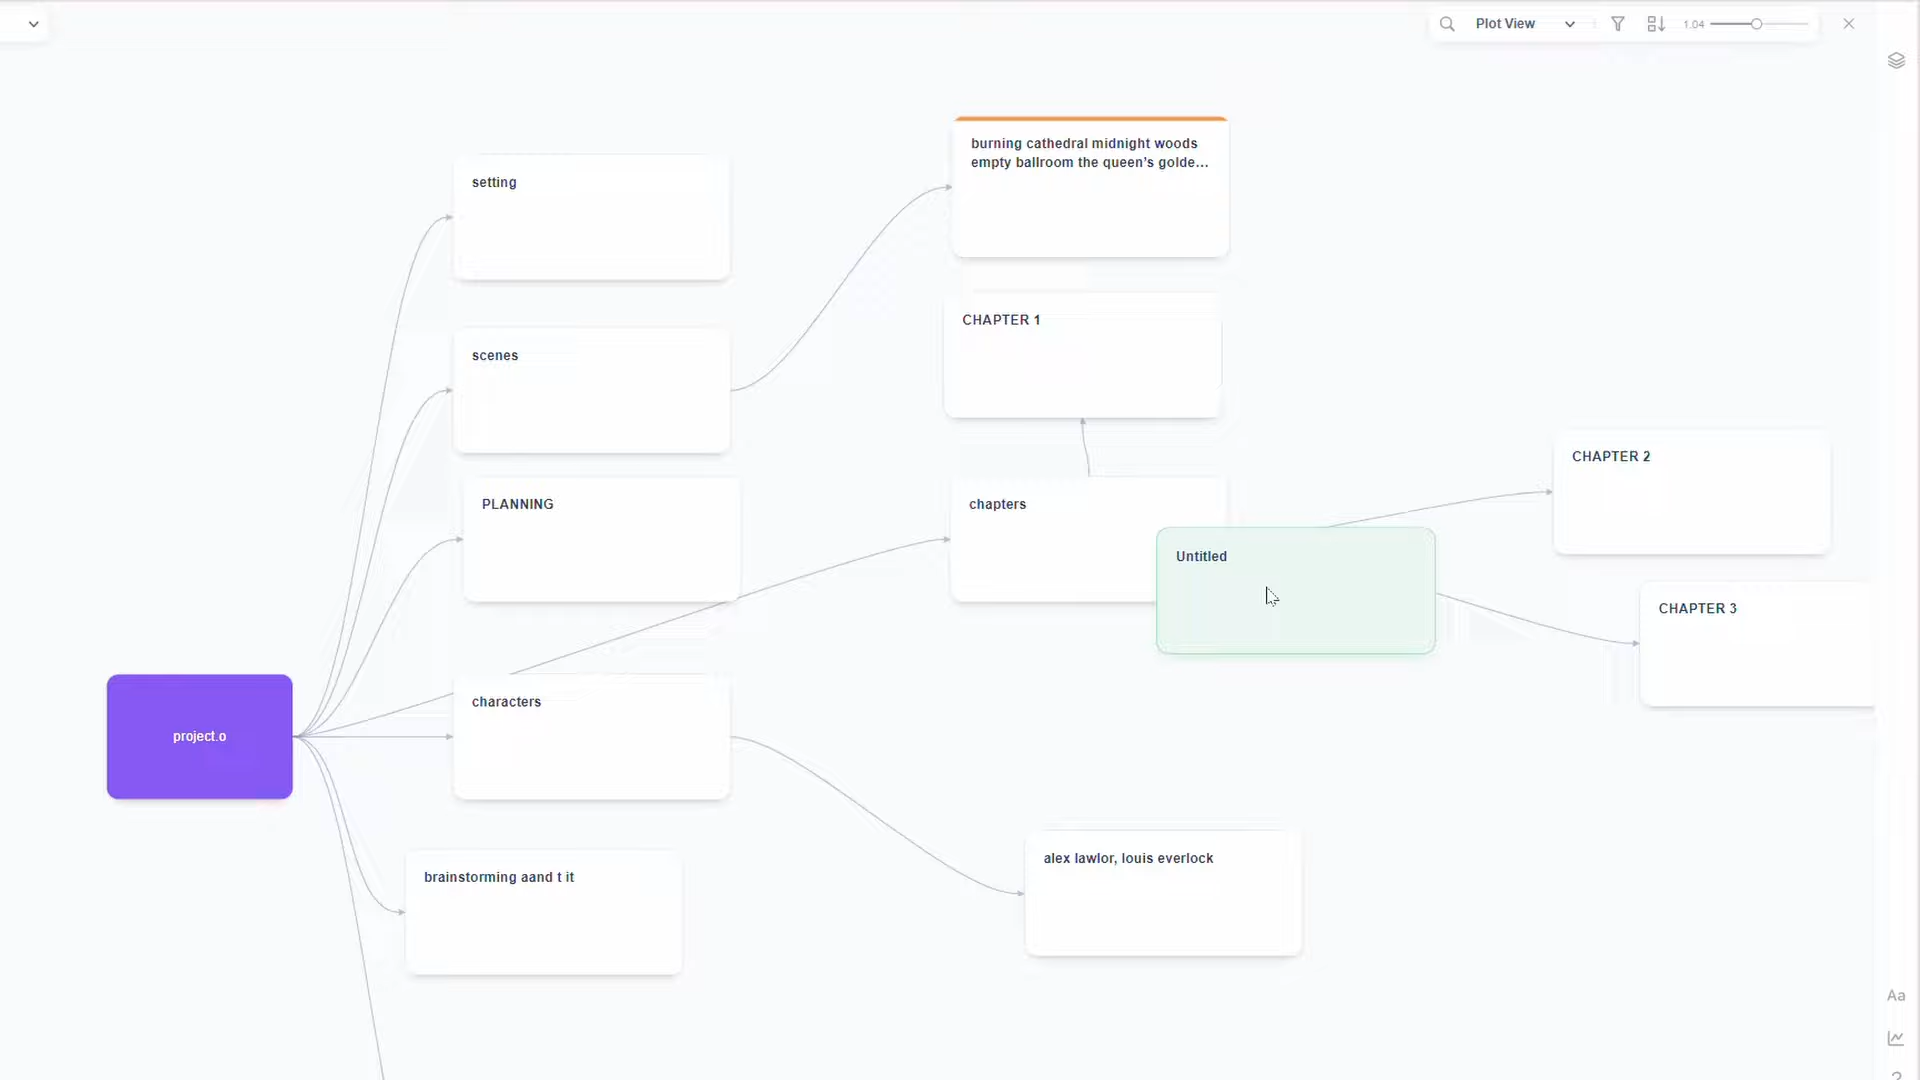 Plot View
1.04
burning cathedral midnight woods
empty ballroom the queen’s golde...
setting
CHAPTER 1
scenes
CHAPTER 2
PLANNING
chapters
Untitled
CHAPTER 3
characters
project.o
alex lawlor, louis everlock
brainstorming aand t it
Aa